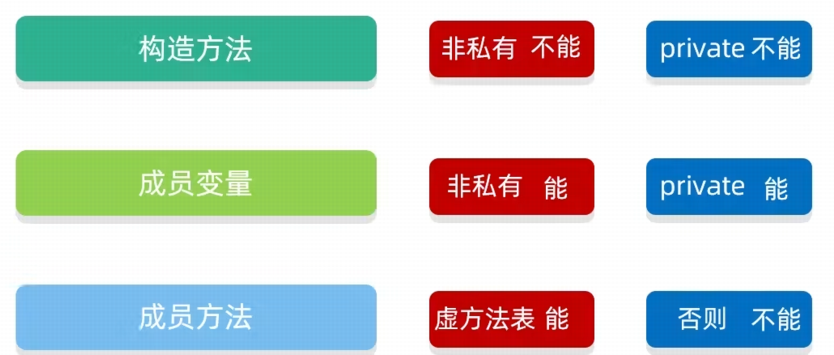 构造方法 非私有 不能 private 不能
成员变量 非私有 能 private 能
成员方法 虚方法表 能 否则 不能